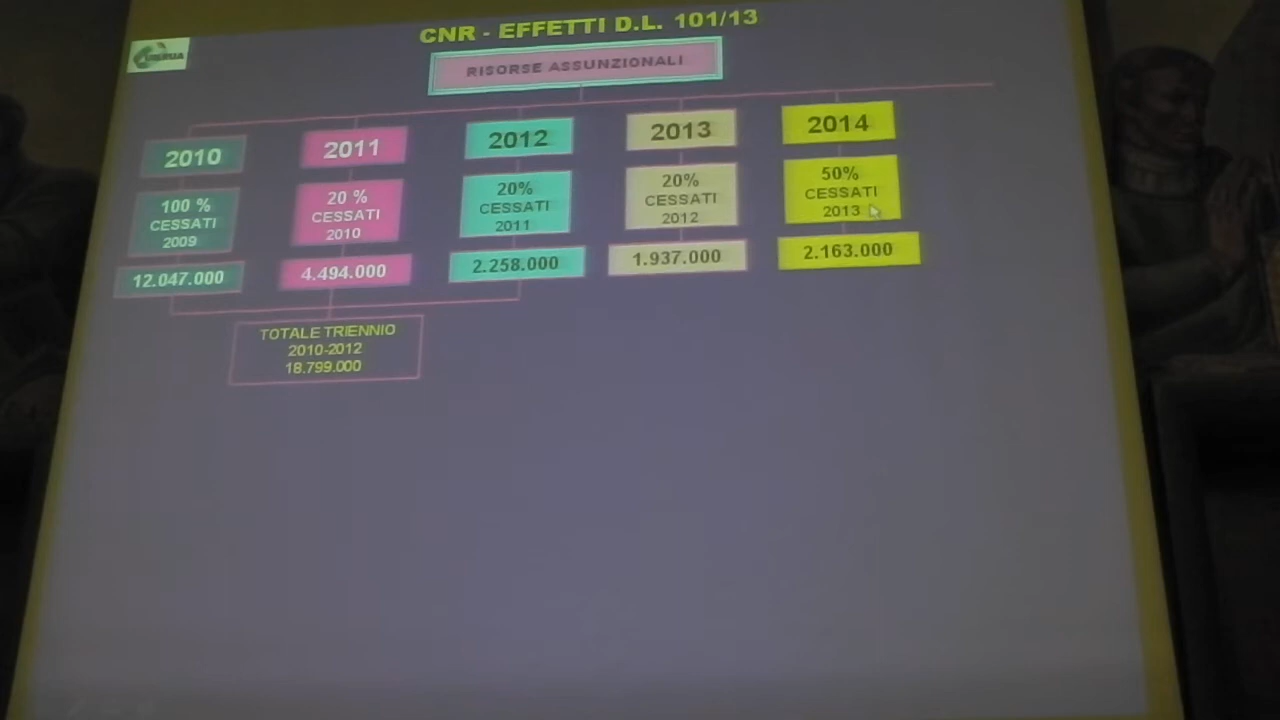 CNR - EFFETTI D.L. 101/13
RISORSE ASSUNZIONALI
2010
100 %
CESSATI
2009
12.047.000
2011
20 %
CESSATI
2010
4.494.000
2012
20%
CESSATI
2011
2.258.000
2013
20%
CESSATI
2012
1.937.000
2014
50%
CESSATI
2013
2.163.000
TOTALE TRIENNIO
2010-2012
18.799.000